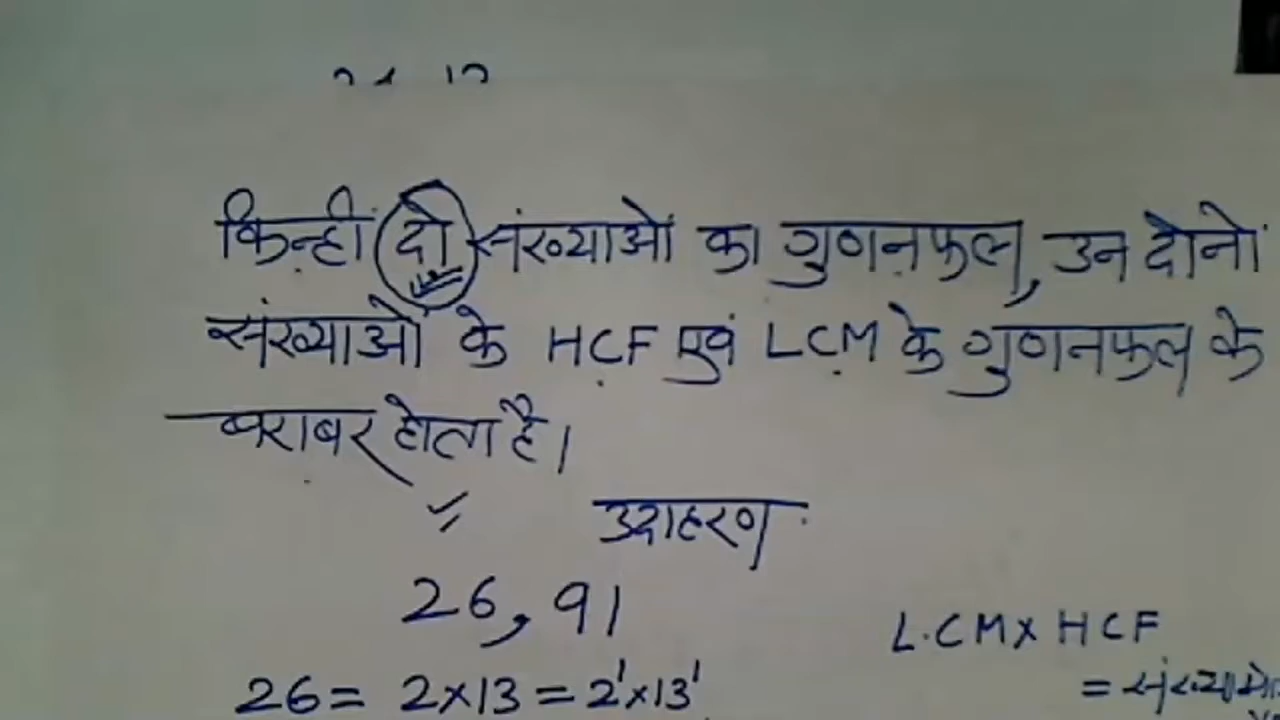 किन्ही दो संख्याओं का गुणनफल, उन दोनों
संख्याओं के HCF एवं LCM के गुणनफल के
बराबर होता है।
उदाहरण
26, 91
L.CM x HCF
26 = 2x13 = 2¹x13¹
=